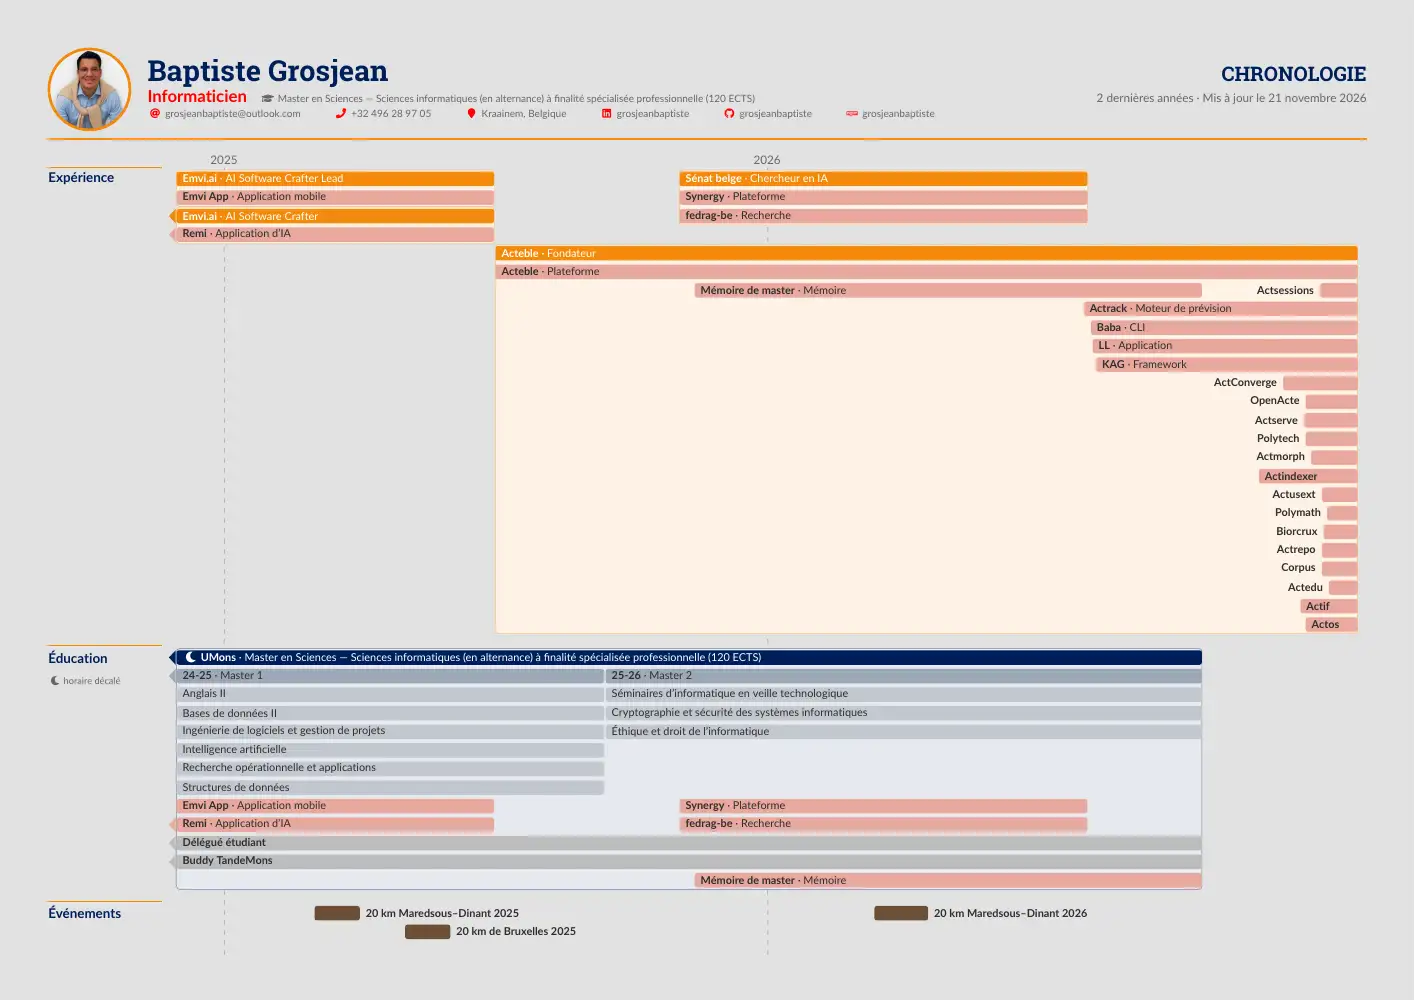 Baptiste Grosjean
CHRONOLOGIE
Informaticien Master en Sciences — Sciences informatiques (en alternance) à finalité spécialisée professionnelle (120 ECTS)
2 dernières années · Mis à jour le 21 novembre 2026
grosjeanbaptiste@outlook.com +32 496 28 97 05 Kraainem, Belgique grosjeanbaptiste grosjeanbaptiste grosjeanbaptiste
2025 2026
Expérience
Emvi.ai · AI Software Crafter Lead
Sénat belge · Chercheur en IA
Emvi App · Application mobile
Synergy · Plateforme
Emvi.ai · AI Software Crafter
fedrag-be · Recherche
Remi · Application d'IA
Acteble · Fondateur
Acteble · Plateforme
Mémoire de master · Mémoire
Actsessions
Actrack · Moteur de prévision
Baba · CLI
LL · Application
KAG · Framework
ActConverge
OpenActe
Actserve
Polytech
Actmorph
Actindexer
Actusext
Polymath
Biorcrux
Actrepo
Corpus
Actedu
Actif
Actos
Éducation
horaire décalé
UMons · Master en Sciences — Sciences informatiques (en alternance) à finalité spécialisée professionnelle (120 ECTS)
24-25 · Master 1
25-26 · Master 2
Anglais II
Séminaires d'informatique en veille technologique
Bases de données II
Cryptographie et sécurité des systèmes informatiques
Ingénierie de logiciels et gestion de projets
Éthique et droit de l'informatique
Intelligence artificielle
Recherche opérationnelle et applications
Structures de données
Emvi App · Application mobile
Synergy · Plateforme
Remi · Application d'IA
fedrag-be · Recherche
Délégué étudiant
Buddy TandeMons
Mémoire de master · Mémoire
Événements
20 km Maredsous–Dinant 2025
20 km Maredsous–Dinant 2026
20 km de Bruxelles 2025